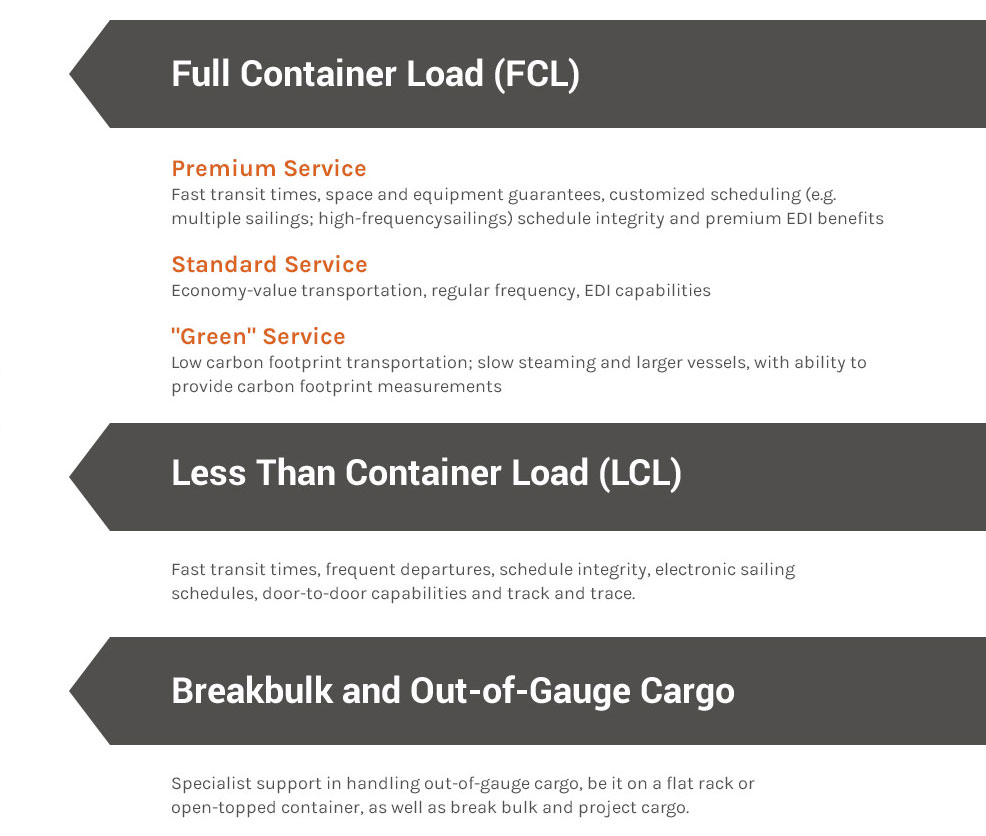 Full Container Load (FCL)
Premium Service
Fast transit times, space and equipment guarantees, customized scheduling (e.g.
multiple sailings; high-frequencysailings) schedule integrity and premium EDI benefits
Standard Service
Economy-value transportation, regular frequency, EDI capabilities
"Green" Service
Low carbon footprint transportation; slow steaming and larger vessels, with ability to
provide carbon footprint measurements
Less Than Container Load (LCL)
Fast transit times, frequent departures, schedule integrity, electronic sailing
schedules, door-to-door capabilities and track and trace.
Breakbulk and Out-of-Gauge Cargo
Specialist support in handling out-of-gauge cargo, be it on a flat rack or
open-topped container, as well as break bulk and project cargo.